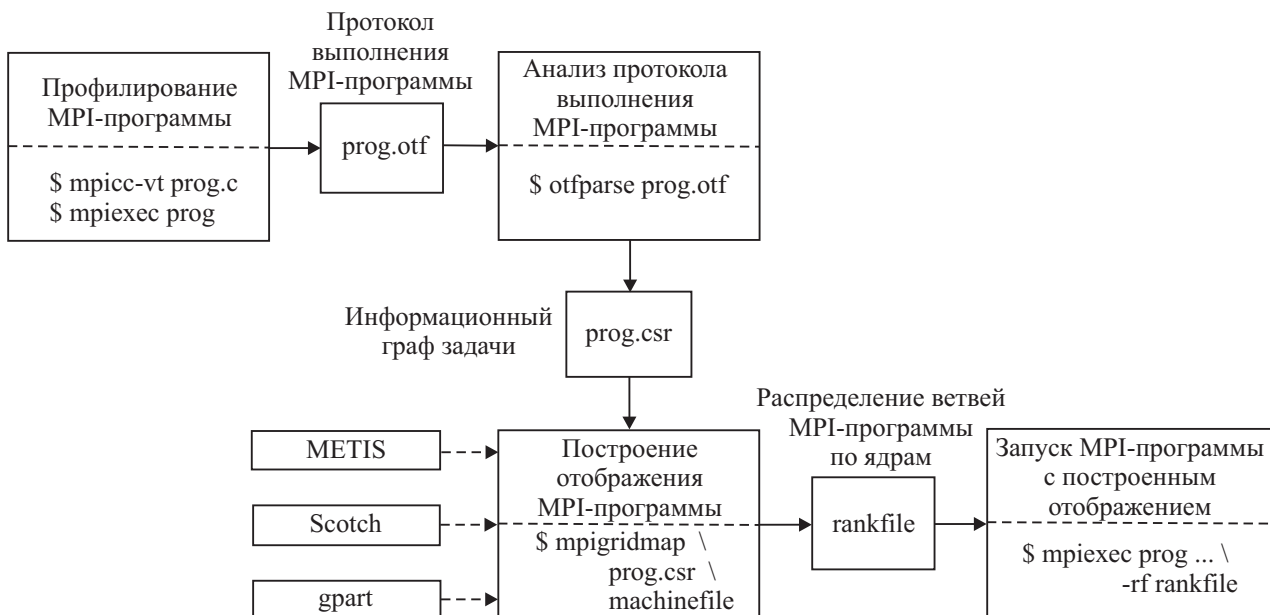 Профилирование
MPI-программы
$ mpicc-vt prog.c
$ mpiexec prog
Протокол
выполнения
MPI-программы
prog.otf
Анализ протокола
выполнения
MPI-программы
$ otfparse prog.otf
Информационный
граф задачи
prog.csr
METIS
Scotch
gpart
Построение
отображения
MPI-программы
$ mpigridmap \
prog.csr \
machinefile
Распределение ветвей
MPI-программы
по ядрам
rankfile
Запуск MPI-программы
с построенным
отображением
$ mpiexec prog ... \
-rf rankfile